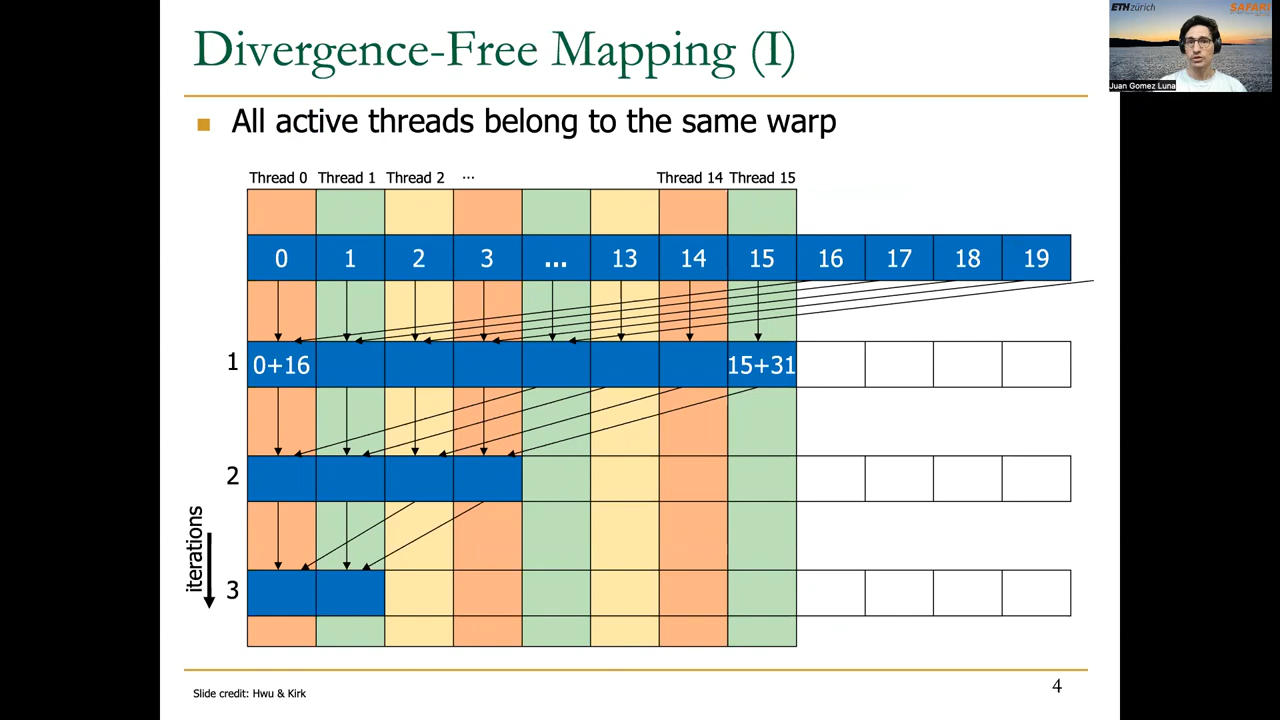 Divergence-Free Mapping (I)
ETH zürich
SAFARI
Juan Gomez Luna
All active threads belong to the same warp
Thread 0 Thread 1 Thread 2 ... Thread 14 Thread 15
0 1 2 3 ... 13 14 15 16 17 18 19
1 0+16 15+31
2
3
iterations
Slide credit: Hwu & Kirk
4